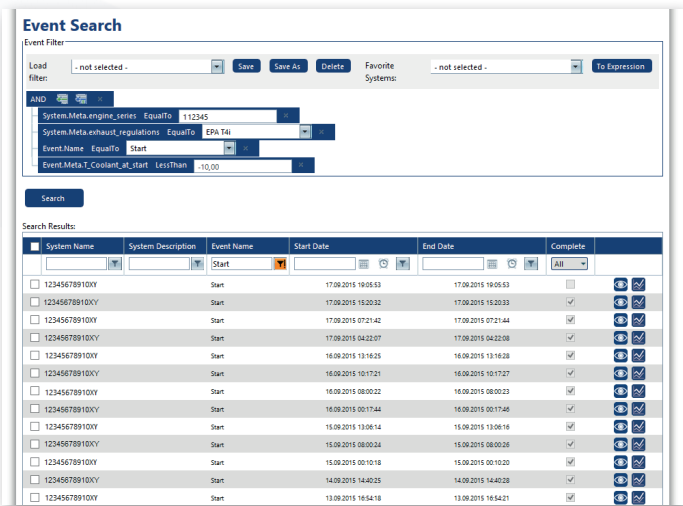 Event Search
Event Filter
Load filter: - not selected - Save Save As Delete Favorite Systems: - not selected - To Expression
AND
System.Meta.engine_series EqualTo 112345
System.Meta.exhaust_regulations EqualTo EPA T4i
Event.Name EqualTo Start
Event.Meta.T_Coolant_at_start LessThan -10,00
Search
Search Results:
System Name System Description Event Name Start Date End Date Complete
Start All
12345678910XY Start 17.09.2015 19:05:53 17.09.2015 19:05:53
12345678910XY Start 17.09.2015 15:20:32 17.09.2015 15:20:33
12345678910XY Start 17.09.2015 07:21:42 17.09.2015 07:21:44
12345678910XY Start 17.09.2015 04:22:07 17.09.2015 04:22:08
12345678910XY Start 16.09.2015 13:16:25 16.09.2015 13:16:28
12345678910XY Start 16.09.2015 10:17:21 16.09.2015 10:17:27
12345678910XY Start 16.09.2015 08:00:22 16.09.2015 08:00:23
12345678910XY Start 16.09.2015 00:17:44 16.09.2015 00:17:46
12345678910XY Start 15.09.2015 13:06:14 15.09.2015 13:06:16
12345678910XY Start 15.09.2015 08:00:24 15.09.2015 08:00:26
12345678910XY Start 15.09.2015 00:10:18 15.09.2015 00:10:20
12345678910XY Start 14.09.2015 14:40:25 14.09.2015 14:40:28
12345678910XY Start 13.09.2015 16:54:18 13.09.2015 16:54:21